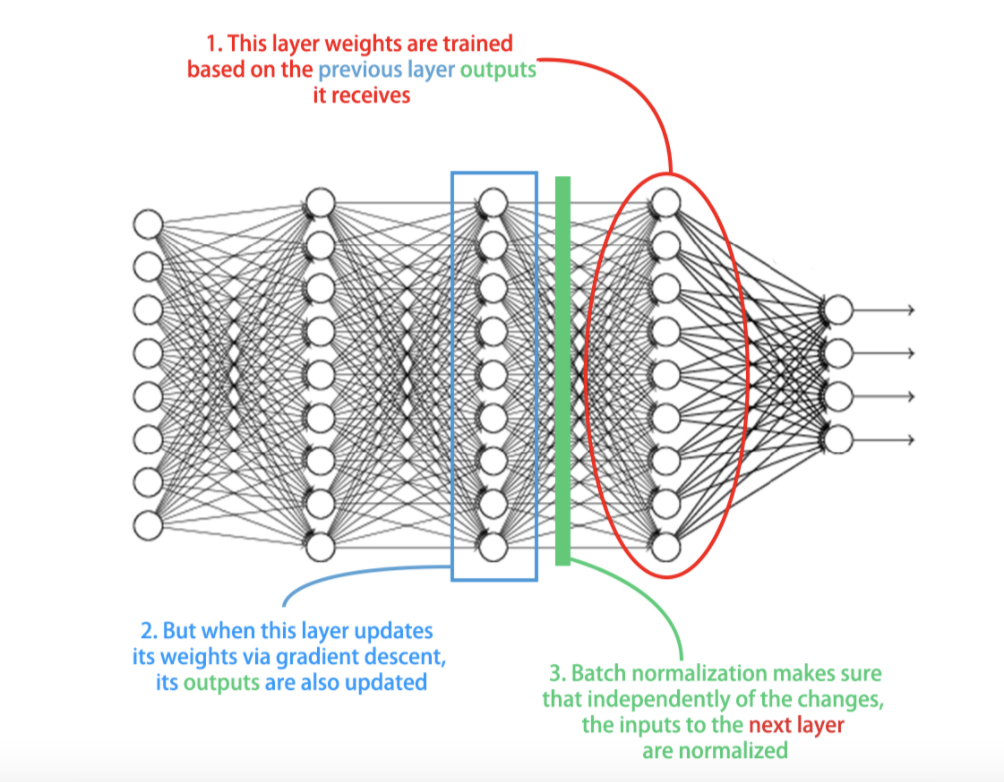 1. This layer weights are trained
based on the previous layer outputs
it receives
2. But when this layer updates
its weights via gradient descent,
its outputs are also updated
3. Batch normalization makes sure
that independently of the changes,
the inputs to the next layer
are normalized